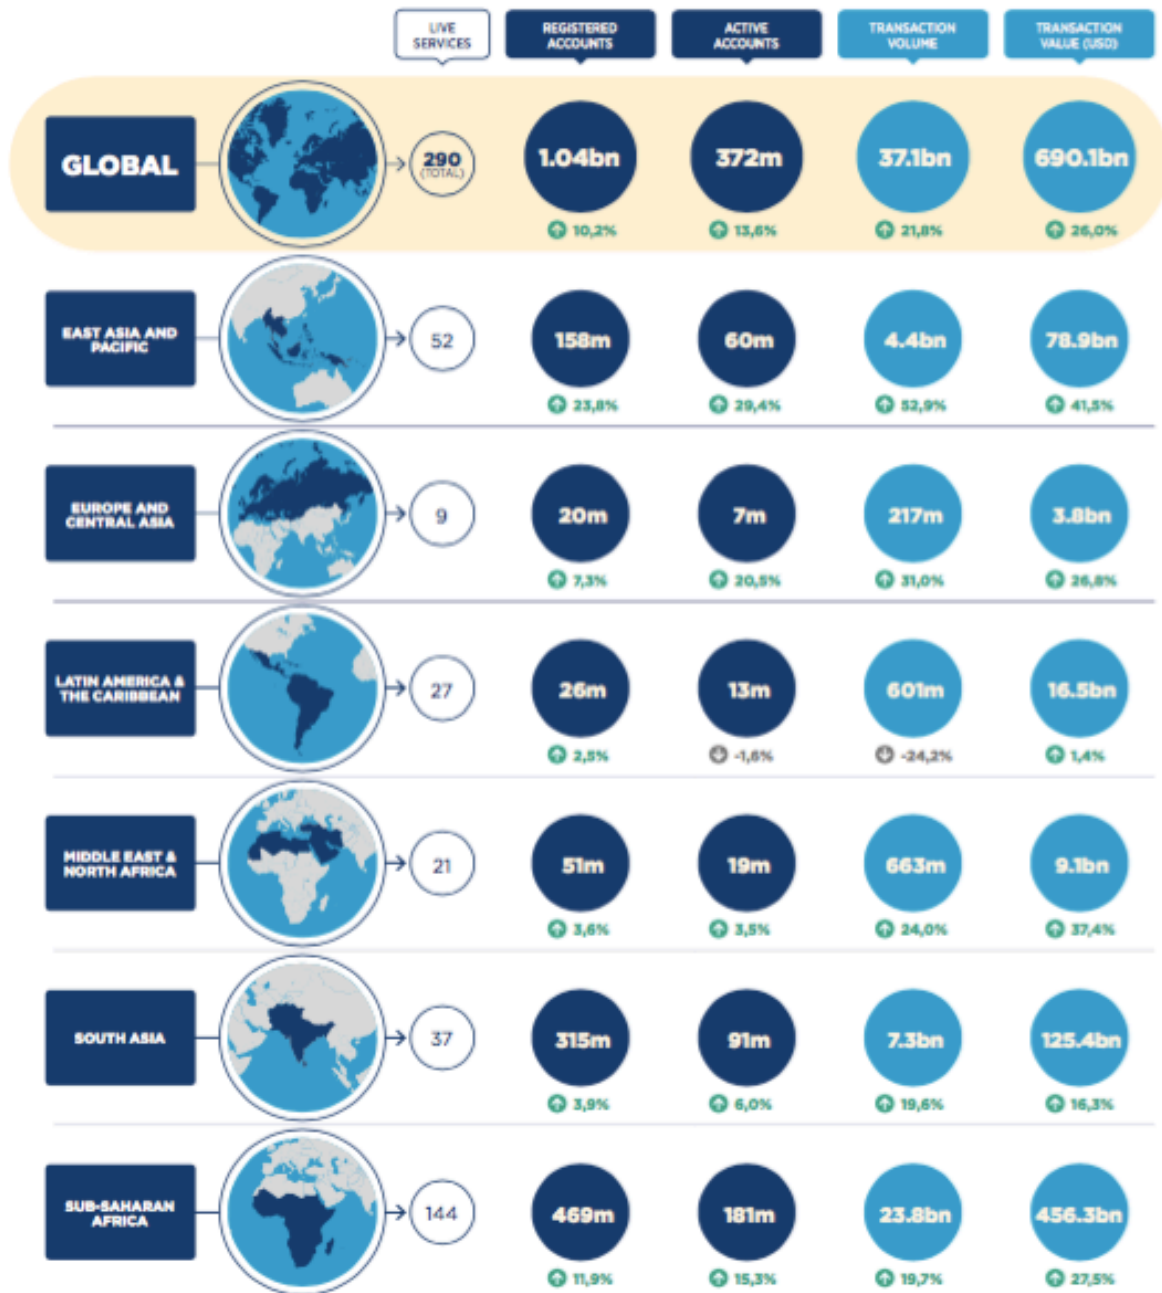 LIVE
SERVICES
REGISTERED
ACCOUNTS
ACTIVE
ACCOUNTS
TRANSACTION
VOLUME
TRANSACTION
VALUE (USD)
GLOBAL
290
(TOTAL)
1.04bn
372m
37.1bn
690.1bn
10,2%
13,6%
21,8%
26,0%
EAST ASIA AND
PACIFIC
52
158m
60m
4.4bn
78.9bn
23,8%
29,4%
52,9%
41,5%
EUROPE AND
CENTRAL ASIA
9
20m
7m
217m
3.8bn
7,3%
20,5%
31,0%
26,8%
LATIN AMERICA &
THE CARIBBEAN
27
26m
13m
601m
16.5bn
2,5%
-1,6%
-24,2%
1,4%
MIDDLE EAST &
NORTH AFRICA
21
51m
19m
663m
9.1bn
3,6%
3,5%
24,0%
37,4%
SOUTH ASIA
37
315m
91m
7.3bn
125.4bn
3,9%
6,0%
19,6%
16,3%
SUB-SAHARAN
AFRICA
144
469m
181m
23.8bn
456.3bn
11,9%
15,3%
19,7%
27,5%